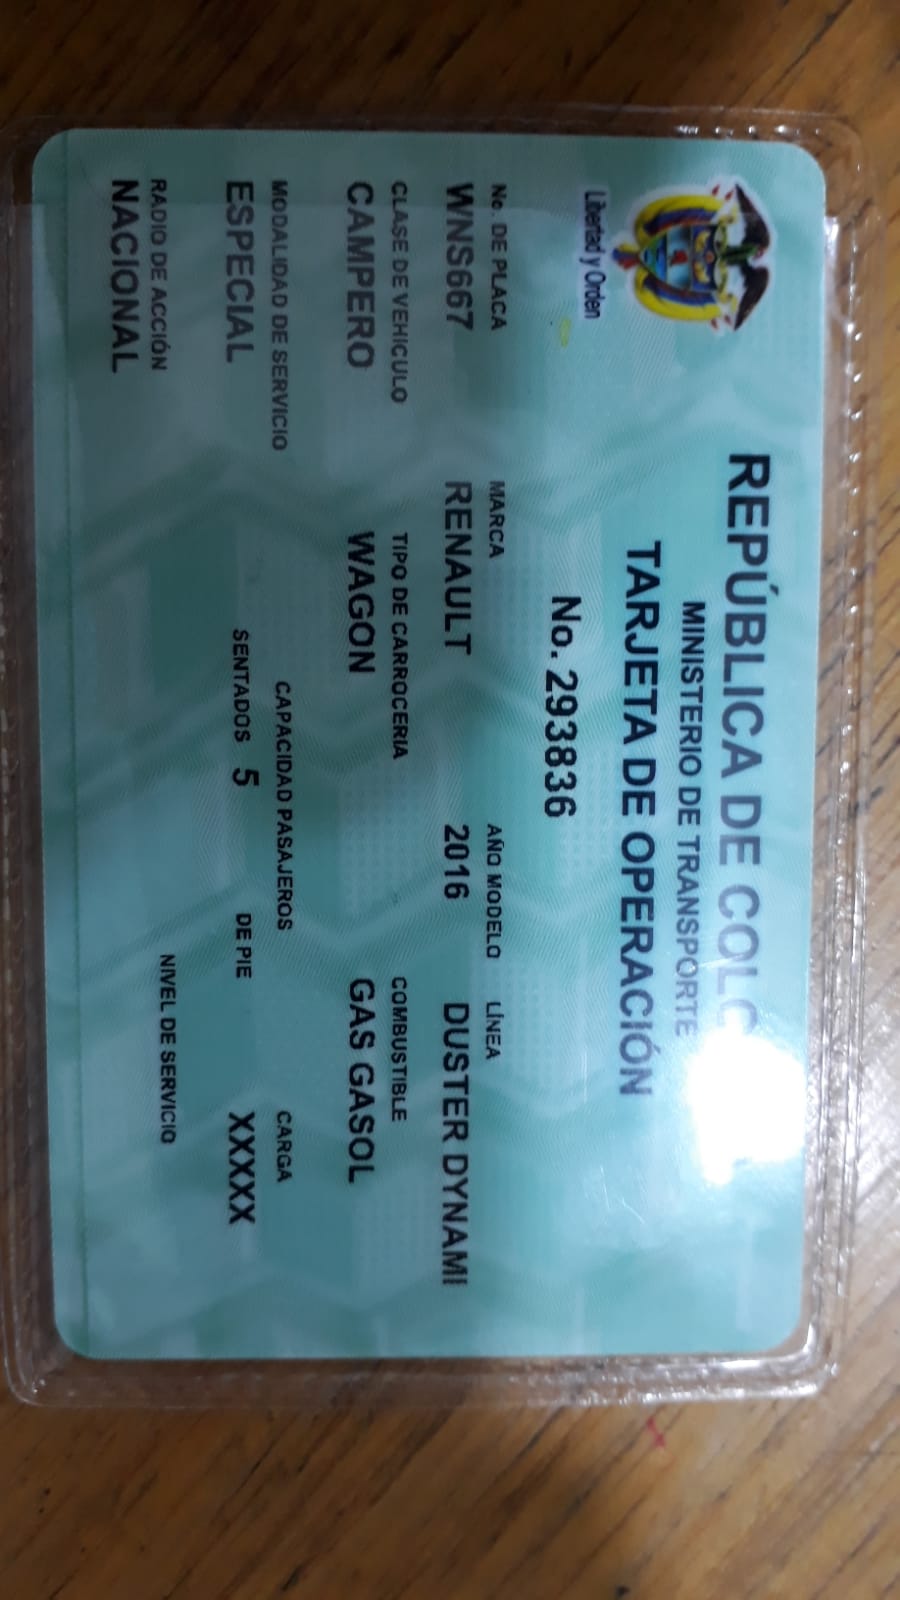 REPÚBLICA DE COLO
MINISTERIO DE TRANSPORTE
TARJETA DE OPERACIÓN
Libertad y Orden
No. 293836
No. DE PLACA MARCA AÑO MODELO LÍNEA
WNS667 RENAULT 2016 DUSTER DYNAMI
CLASE DE VEHICULO TIPO DE CARROCERIA COMBUSTIBLE
CAMPERO WAGON GAS GASOL
MODALIDAD DE SERVICIO CAPACIDAD PASAJEROS CARGA
ESPECIAL SENTADOS 5 DE PIE XXXXX
RADIO DE ACCIÓN NIVEL DE SERVICIO
NACIONAL